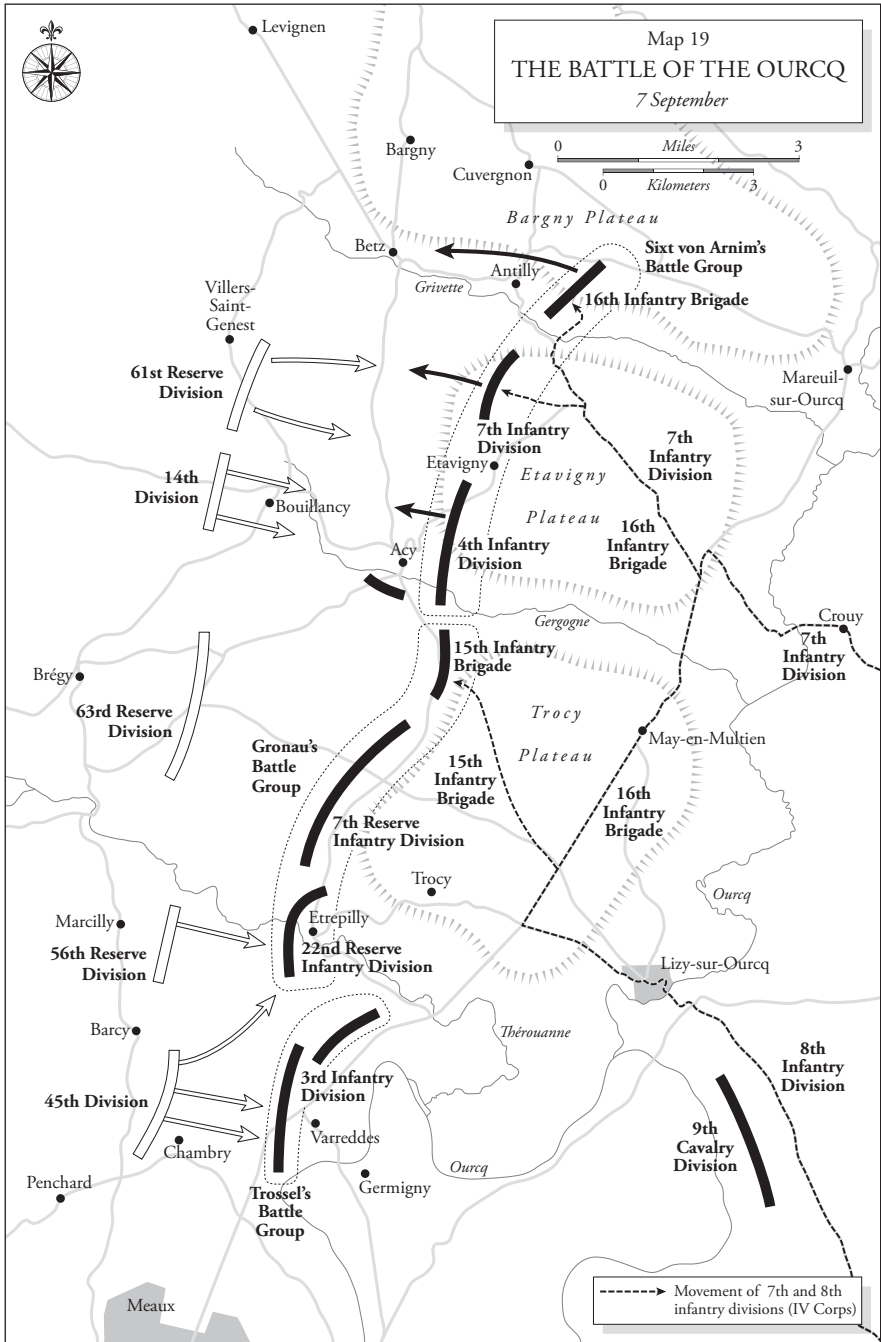 Map 19
THE BATTLE OF THE OURCQ
7 September
0 Miles 3
0 Kilometers 3
Levignen
Bargny
Cuvergnon
Bargny Plateau
Betz
Sixt von Arnim's
Battle Group
Antilly
Grivette
16th Infantry Brigade
Villers-
Saint-
Genest
61st Reserve
Division
Mareuil-
sur-Ourcq
7th Infantry
Division
7th
Infantry
Division
Etavigny
Etavigny
Plateau
14th
Division
Bouillancy
16th
Infantry
Brigade
4th Infantry
Division
Acy
Gergogne
Crouy
7th
Infantry
Division
15th Infantry
Brigade
Brégy
63rd Reserve
Division
Trocy
Plateau
May-en-Multien
Gronau's
Battle
Group
15th
Infantry
Brigade
16th
Infantry
Brigade
7th Reserve
Infantry Division
Trocy
Ourcq
Marcilly
Etrepilly
56th Reserve
Division
22nd Reserve
Infantry Division
Lizy-sur-Ourcq
Barcy
Thérouanne
8th
Infantry
Division
45th Division
3rd Infantry
Division
9th
Cavalry
Division
Chambry
Varreddes
Ourcq
Penchard
Germigny
Trossel's
Battle
Group
Meaux
Movement of 7th and 8th
infantry divisions (IV Corps)